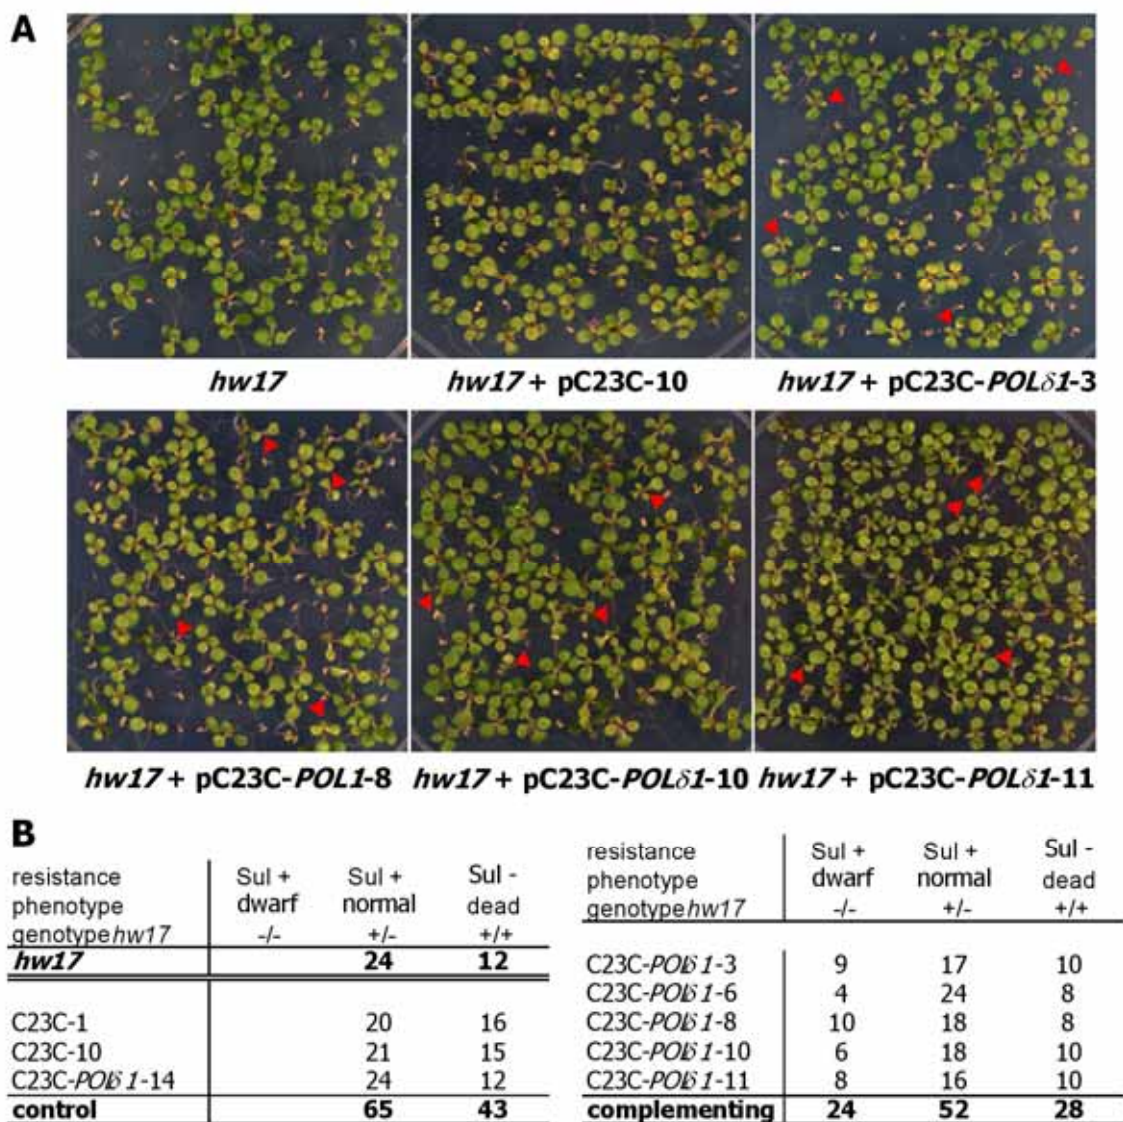 A
hw17
hw17 + pC23C-10
hw17 + pC23C-POLδ1-3
hw17 + pC23C-POL1-8
hw17 + pC23C-POLδ1-10
hw17 + pC23C-POLδ1-11
B
resistance Sul + Sul + Sul -
phenotype dwarf normal dead
genotype hw17 -/- +/- +/+
hw17 24 12
C23C-1 20 16
C23C-10 21 15
C23C-POLδ1-14 24 12
control 65 43
resistance Sul + Sul + Sul -
phenotype dwarf normal dead
genotype hw17 -/- +/- +/+
C23C-POLδ1-3 9 17 10
C23C-POLδ1-6 4 24 8
C23C-POLδ1-8 10 18 8
C23C-POLδ1-10 6 18 10
C23C-POLδ1-11 8 16 10
complementing 24 52 28